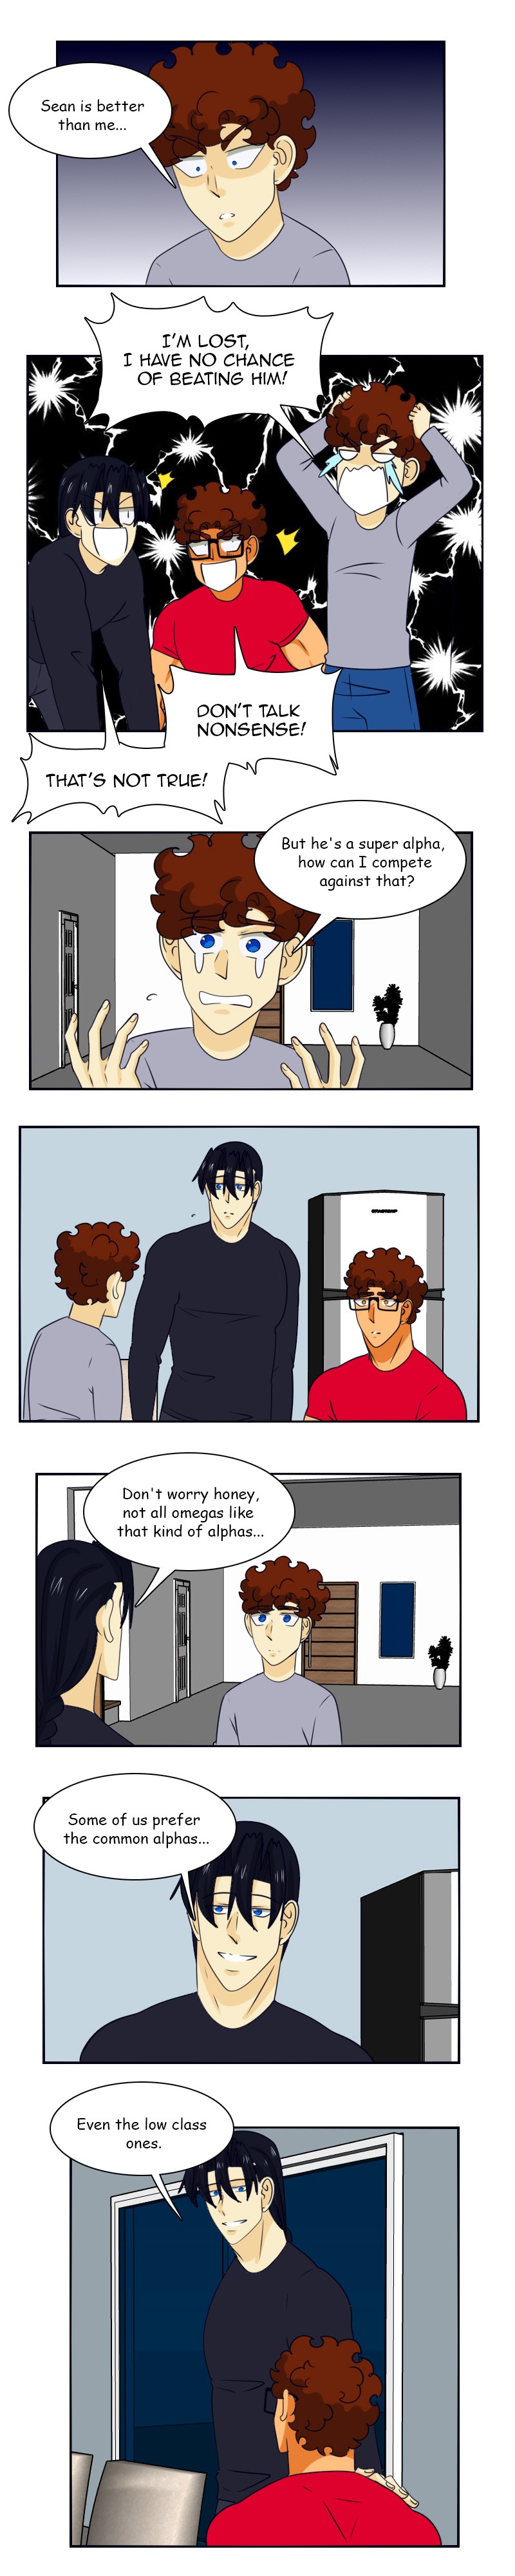 Sean is better
than me...
I'M LOST,
I HAVE NO CHANCE
OF BEATING HIM!
DON'T TALK
NONSENSE!
THAT'S NOT TRUE!
But he's a super alpha,
how can I compete
against that?
Don't worry honey,
not all omegas like
that kind of alphas...
Some of us prefer
the common alphas...
Even the low class
ones.